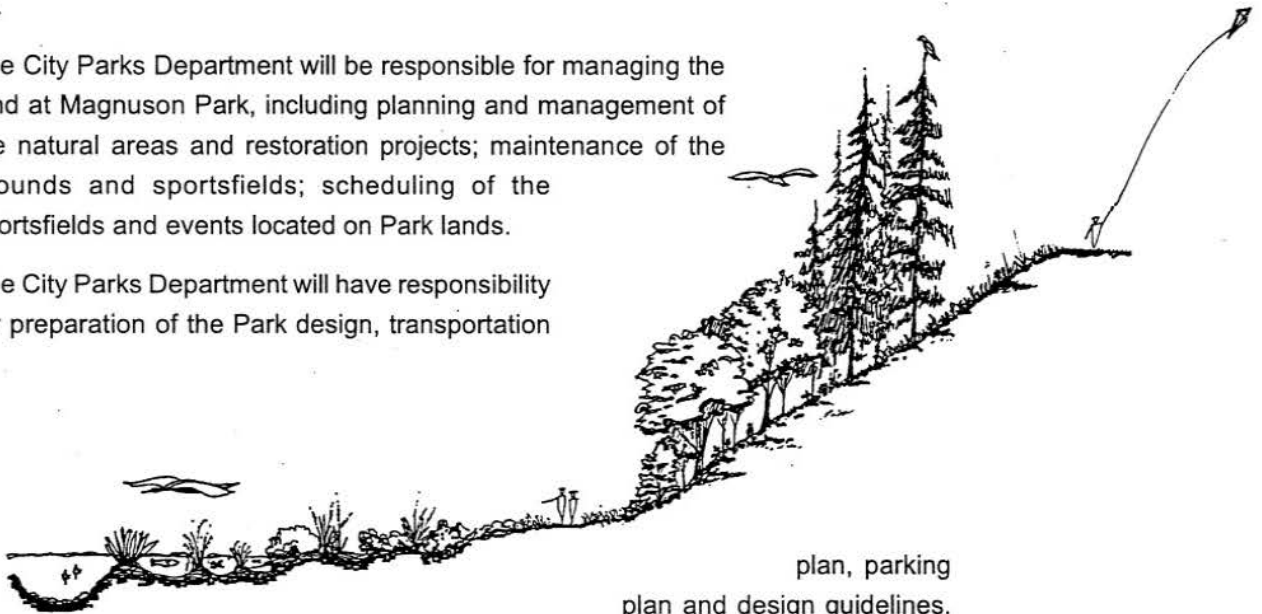 e City Parks Department will be responsible for managing the
nd at Magnuson Park, including planning and management of
e natural areas and restoration projects; maintenance of the
ounds and sportsfields; scheduling of the
ortsfields and events located on Park lands.
e City Parks Department will have responsibility
preparation of the Park design, transportation
plan, parking
plan and design guidelines.